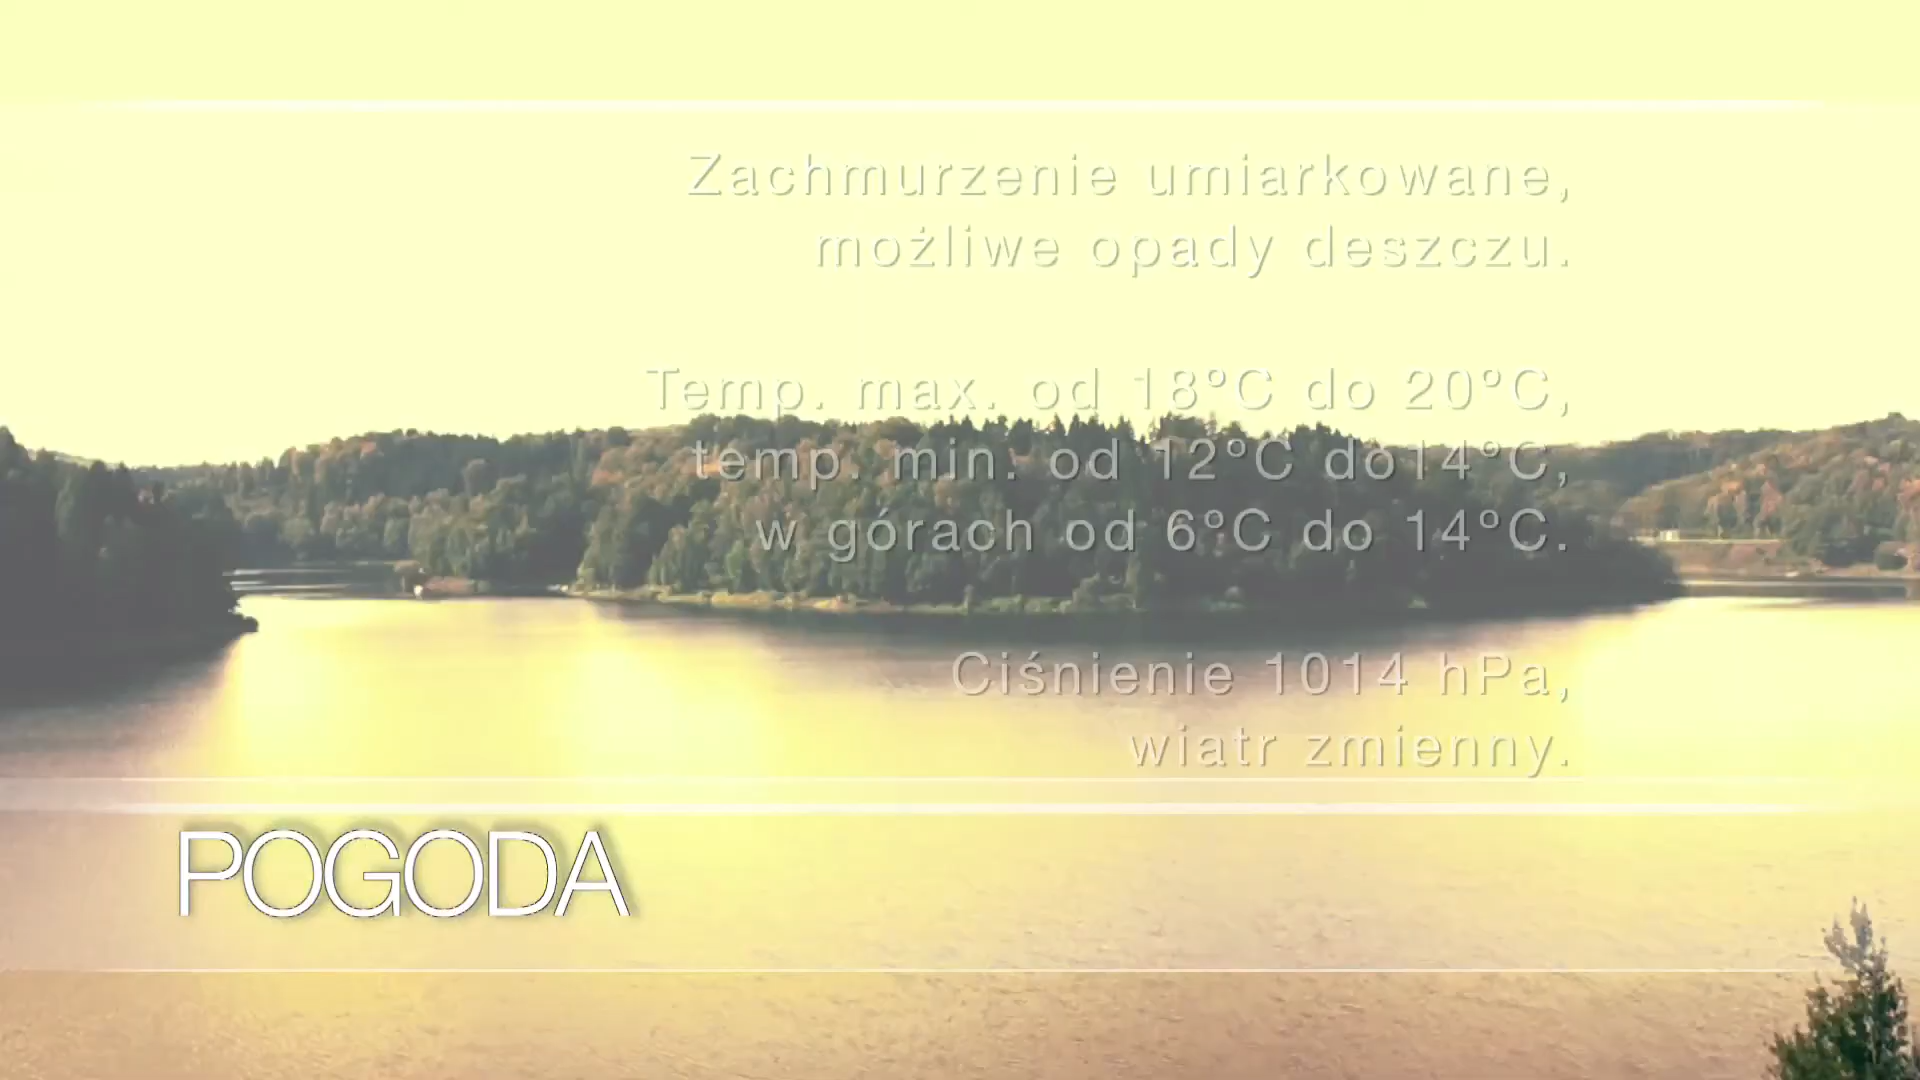 Zachmurzenie umiarkowane,
możliwe opady deszczu.
Temp. max. od 18°C do 20°C,
temp. min. od 12°C do14°C,
w górach od 6°C do 14°C.
Ciśnienie 1014 hPa,
wiatr zmienny.
POGODA